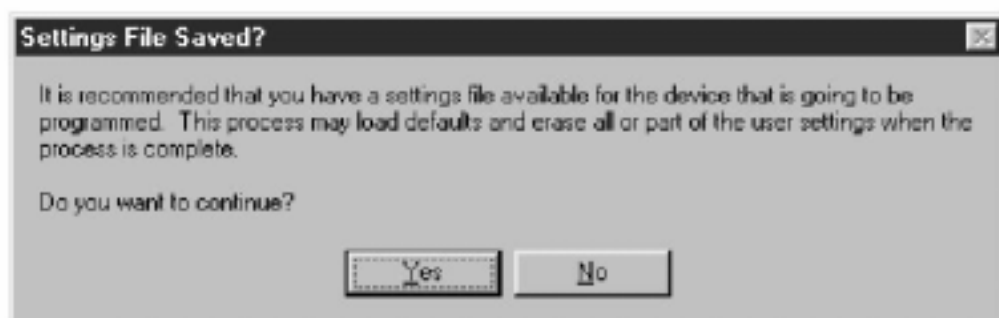 Settings File Saved?
It is recommended that you have a settings file available for the device that is going to be
programmed. This process may load defaults and erase all or part of the user settings when the
process is complete.
Do you want to continue?
Yes
No